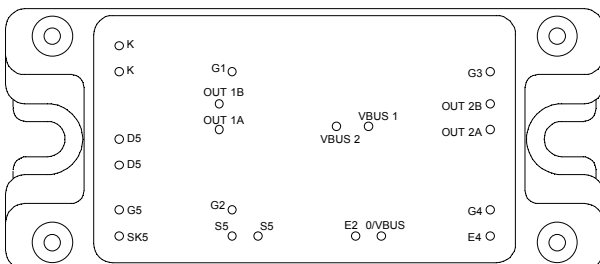 K
K G1 G3
OUT 1B OUT 2B
OUT 1A VBUS 1
VBUS 2 OUT 2A
D5
D5
G5 G2 G4
SK5 S5 S5 E2 0/VBUS E4